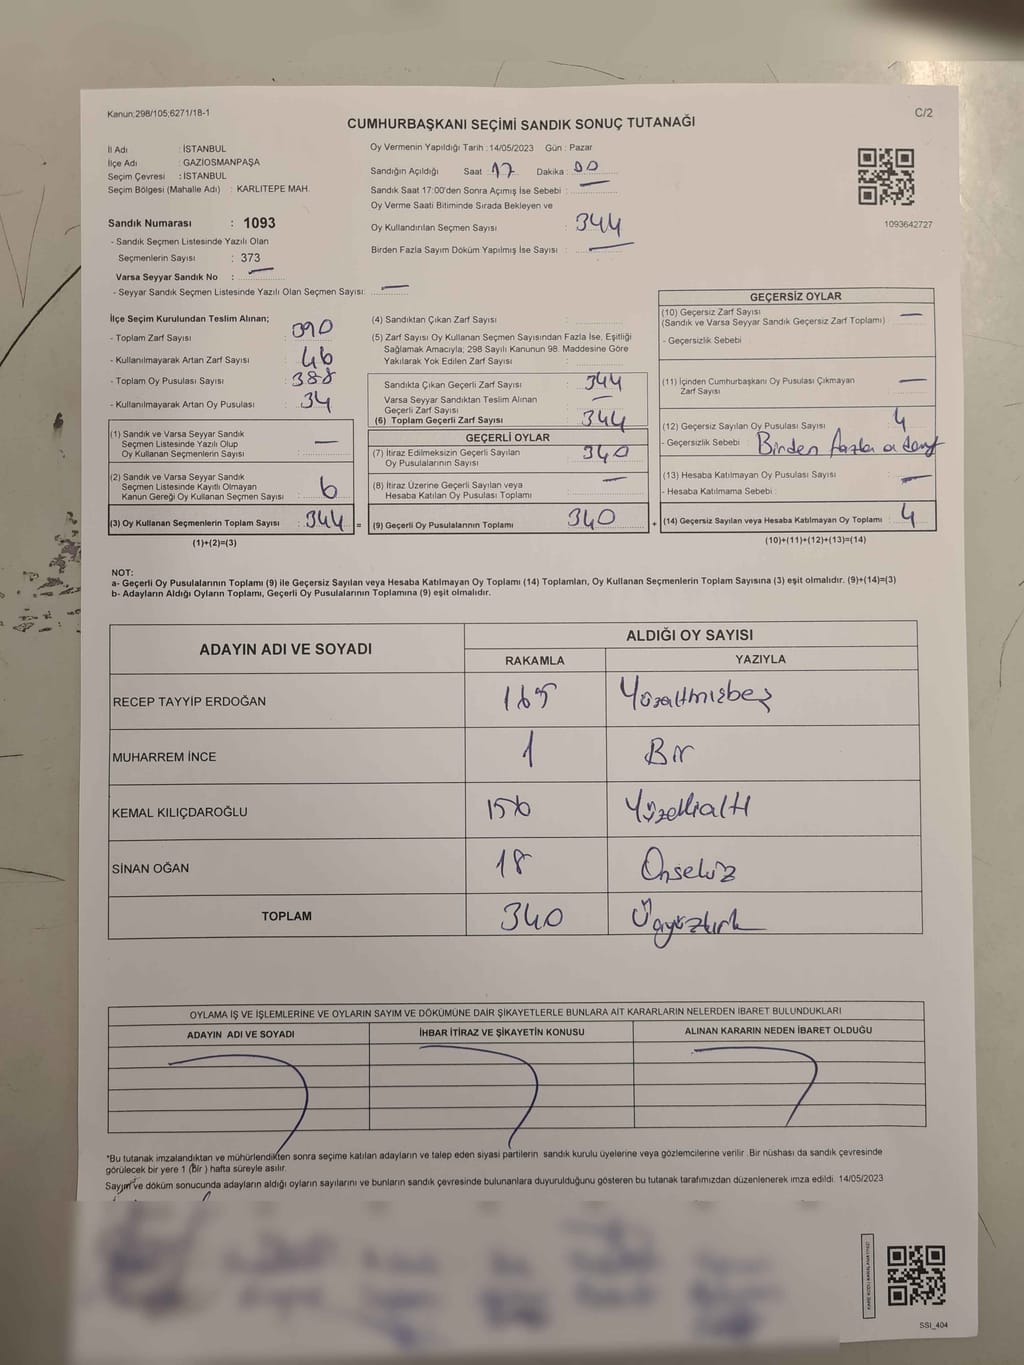 Kanun;298/105;6271/18-1
C/2
CUMHURBAŞKANI SEÇİMİ SANDIK SONUÇ TUTANAĞI
İl Adı : İSTANBUL
İlçe Adı : GAZİOSMANPAŞA
Seçim Çevresi : İSTANBUL
Seçim Bölgesi (Mahalle Adı) : KARLITEPE MAH.
Sandık Numarası : 1093
- Sandık Seçmen Listesinde Yazılı Olan
Seçmenlerin Sayısı : 373
Varsa Seyyar Sandık No : —
- Seyyar Sandık Seçmen Listesinde Yazılı Olan Seçmen Sayısı: —
Oy Vermenin Yapıldığı Tarih :14/05/2023 Gün : Pazar
Sandığın Açıldığı Saat : 17 Dakika : 00
Sandık Saat 17:00'den Sonra Açımış İse Sebebi : —
Oy Verme Saati Bitiminde Sırada Bekleyen ve
Oy Kullandırılan Seçmen Sayısı : 344
Birden Fazla Sayım Döküm Yapılmış İse Sayısı : —
1093642727
İlçe Seçim Kurulundan Teslim Alınan;
- Toplam Zarf Sayısı : 390
- Kullanılmayarak Artan Zarf Sayısı : 46
- Toplam Oy Pusulası Sayısı : 388
- Kullanılmayarak Artan Oy Pusulası : 34
(1) Sandık ve Varsa Seyyar Sandık
Seçmen Listesinde Yazılı Olup
Oy Kullanan Seçmenlerin Sayısı : —
(2) Sandık ve Varsa Seyyar Sandık
Seçmen Listesinde Kayıtlı Olmayan
Kanun Gereği Oy Kullanan Seçmen Sayısı : 6
(3) Oy Kullanan Seçmenlerin Toplam Sayısı : 344 =
(1)+(2)=(3)
(4) Sandıktan Çıkan Zarf Sayısı :
(5) Zarf Sayısı Oy Kullanan Seçmen Sayısından Fazla İse, Eşitliği
Sağlamak Amacıyla, 298 Sayılı Kanunun 98. Maddesine Göre
Yakılarak Yok Edilen Zarf Sayısı :
Sandıkta Çıkan Geçerli Zarf Sayısı : 344
Varsa Seyyar Sandıktan Teslim Alınan
Geçerli Zarf Sayısı : —
(6) Toplam Geçerli Zarf Sayısı : 344
GEÇERLİ OYLAR
(7) İtiraz Edilmeksizin Geçerli Sayılan
Oy Pusulalarının Sayısı : 340
(8) İtiraz Üzerine Geçerli Sayılan veya
Hesaba Katılan Oy Pusulası Toplamı : —
(9) Geçerli Oy Pusulalarının Toplamı : 340 +
GEÇERSİZ OYLAR
(10) Geçersiz Zarf Sayısı
(Sandık ve Varsa Seyyar Sandık Geçersiz Zarf Toplamı) : —
- Geçersizlik Sebebi :
(11) İçinden Cumhurbaşkanı Oy Pusulası Çıkmayan
Zarf Sayısı : —
(12) Geçersiz Sayılan Oy Pusulası Sayısı : 4
- Geçersizlik Sebebi : Birden fazla
(13) Hesaba Katılmayan Oy Pusulası Sayısı : —
- Hesaba Katılmama Sebebi :
(14) Geçersiz Sayılan veya Hesaba Katılmayan Oy Toplamı : 4
(10)+(11)+(12)+(13)=(14)
NOT:
a- Geçerli Oy Pusulalarının Toplamı (9) ile Geçersiz Sayılan veya Hesaba Katılmayan Oy Toplamı (14) Toplamları, Oy Kullanan Seçmenlerin Toplam Sayısına (3) eşit olmalıdır. (9)+(14)=(3)
b- Adayların Aldığı Oyların Toplamı, Geçerli Oy Pusulalarının Toplamına (9) eşit olmalıdır.
ADAYIN ADI VE SOYADI
ALDIĞI OY SAYISI
RAKAMLA YAZIYLA
RECEP TAYYİP ERDOĞAN 165 Yüzaltmışbeş
MUHARREM İNCE 1 Bir
KEMAL KILIÇDAROĞLU 156 Yüzellialtı
SİNAN OĞAN 18 Onsekiz
TOPLAM 340 Üçyüzkırk
OYLAMA İŞ VE İŞLEMLERİNE VE OYLARIN SAYIM VE DÖKÜMÜNE DAİR ŞİKAYETLERLE BUNLARA AİT KARARLARIN NELERDEN İBARET BULUNDUKLARI
ADAYIN ADI VE SOYADI İHBAR İTİRAZ VE ŞİKAYETİN KONUSU ALINAN KARARIN NEDEN İBARET OLDUĞU
*Bu tutanak imzalandıktan ve mühürlendikten sonra seçime katılan adayların ve talep eden siyasi partilerin sandık kurulu üyelerine veya gözlemcilerine verilir. Bir nüshası da sandık çevresinde
görülecek bir yere 1 (Bir ) hafta süreyle asılır.
Sayım ve döküm sonucunda adayların aldığı oyların sayılarını ve bunların sandık çevresinde bulunanlara duyurulduğunu gösteren bu tutanak tarafımızdan düzenlenerek imza edildi. 14/05/2023
SSI_404